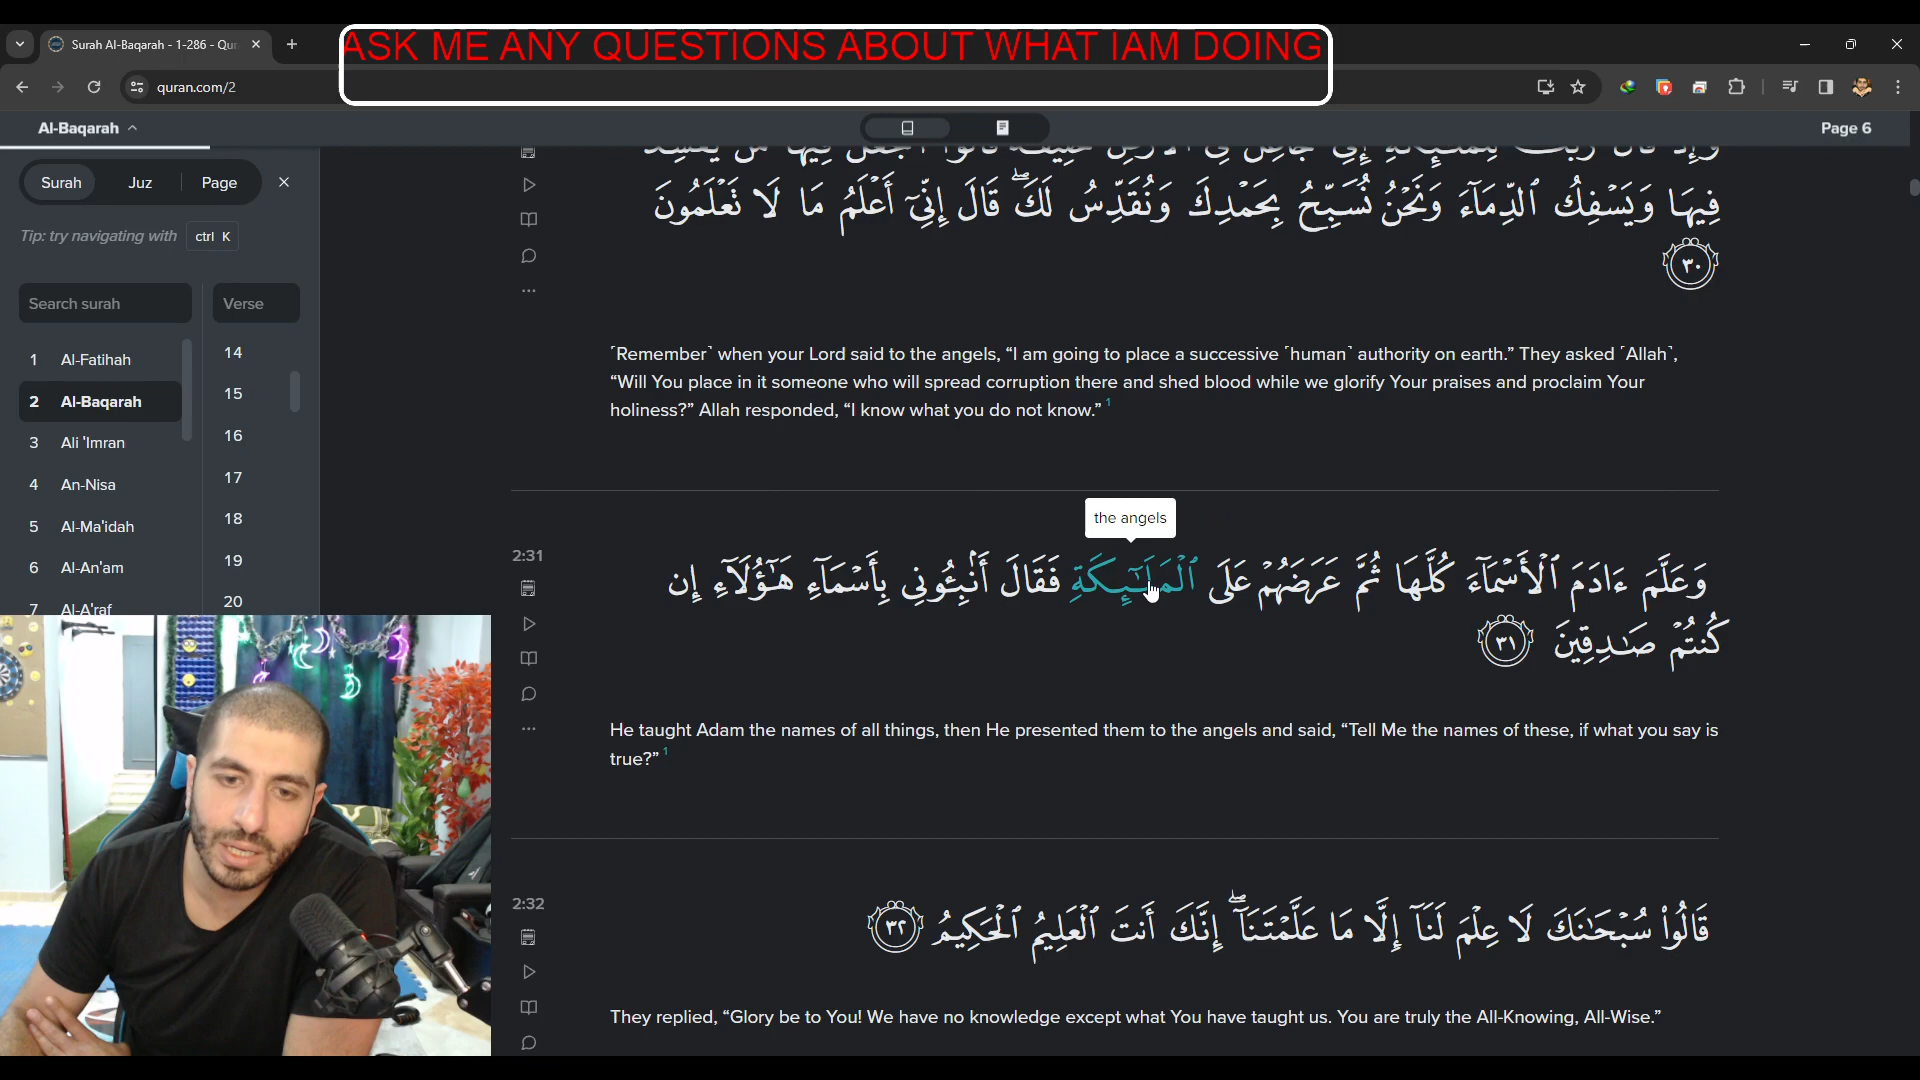 Surah Al-Baqarah - 1-286 - Qur
ASK ME ANY QUESTIONS ABOUT WHAT IAM DOING
quran.com/2
Al-Baqarah
Page 6
Surah
Juz
Page
Tip: try navigating with ctrl K
Search surah
Verse
1 Al-Fatihah
2 Al-Baqarah
3 Ali 'Imran
4 An-Nisa
5 Al-Ma'idah
6 Al-An'am
7 Al-A'raf
14
15
16
17
18
19
20
فِيهَا وَيَسْفِكُ ٱلدِّمَآءَ وَنَحْنُ نُسَبِّحُ بِحَمْدِكَ وَنُقَدِّسُ لَكَ ۖ قَالَ إِنِّىٓ أَعْلَمُ مَا لَا تَعْلَمُونَ
٣٠
˹Remember˺ when your Lord said to the angels, “I am going to place a successive ˹human˺ authority on earth.” They asked ˹Allah˺,
“Will You place in it someone who will spread corruption there and shed blood while we glorify Your praises and proclaim Your
holiness?” Allah responded, “I know what you do not know.” 1
the angels
2:31
وَعَلَّمَ ءَادَمَ ٱلْأَسْمَآءَ كُلَّهَا ثُمَّ عَرَضَهُمْ عَلَى ٱلْمَلَـٰٓئِكَةِ فَقَالَ أَنۢبِـُٔونِى بِأَسْمَآءِ هَـٰٓؤُلَآءِ إِن
كُنتُمْ صَـٰدِقِينَ ٣١
He taught Adam the names of all things, then He presented them to the angels and said, “Tell Me the names of these, if what you say is
true?” 1
2:32
قَالُوا۟ سُبْحَـٰنَكَ لَا عِلْمَ لَنَآ إِلَّا مَا عَلَّمْتَنَآ ۖ إِنَّكَ أَنتَ ٱلْعَلِيمُ ٱلْحَكِيمُ ٣٢
They replied, “Glory be to You! We have no knowledge except what You have taught us. You are truly the All-Knowing, All-Wise.”